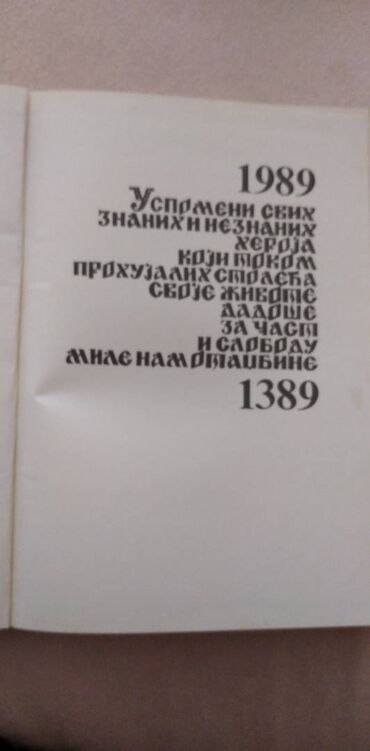 1989
Успомени свих
знаних и незнаних
хероја
који током
прохујалих столећа
своје животе
дадоше
за част
и слободу
миле нам отаџбине
1389